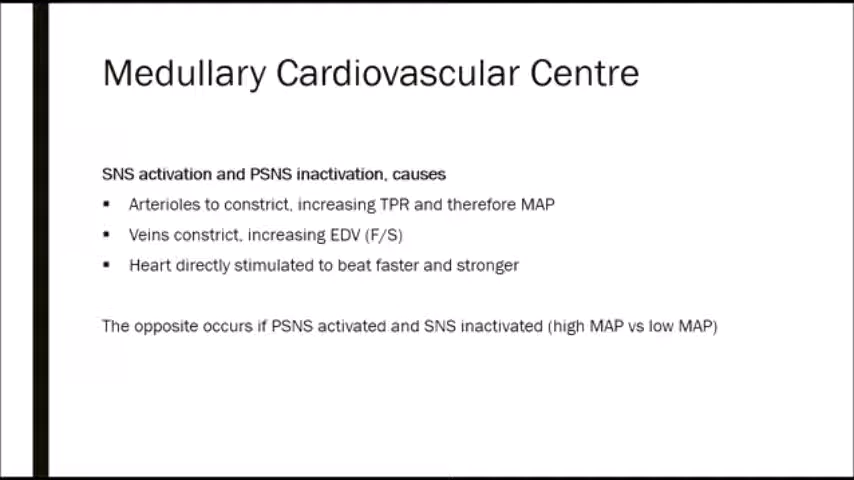 Medullary Cardiovascular Centre
SNS activation and PSNS inactivation, causes
▪ Arterioles to constrict, increasing TPR and therefore MAP
▪ Veins constrict, increasing EDV (F/S)
▪ Heart directly stimulated to beat faster and stronger
The opposite occurs if PSNS activated and SNS inactivated (high MAP vs low MAP)